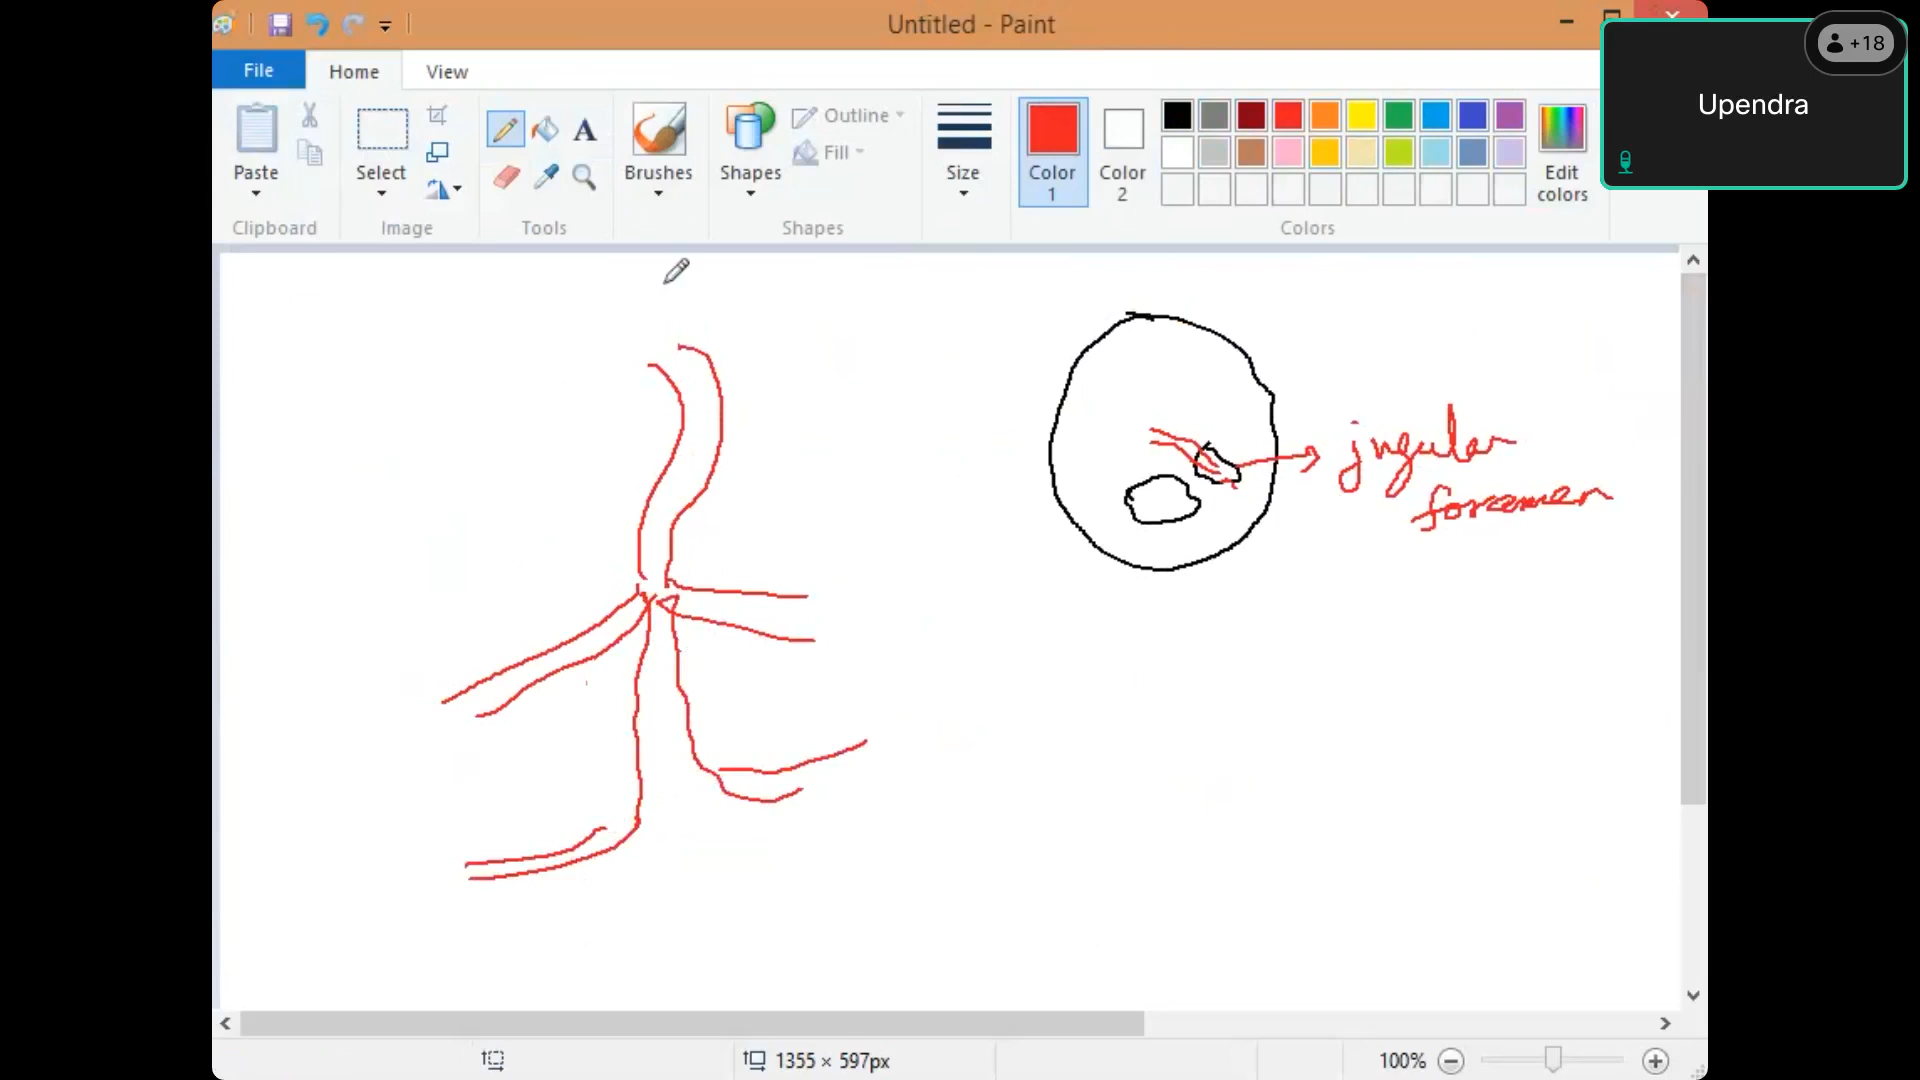 Untitled - Paint
+18
Upendra
File
Home
View
Paste
Select
Brushes
Shapes
Outline
Fill
Size
Color
1
Color
2
Edit
colors
Clipboard
Image
Tools
Shapes
Colors
jugular
foramen
1355 × 597px
100%